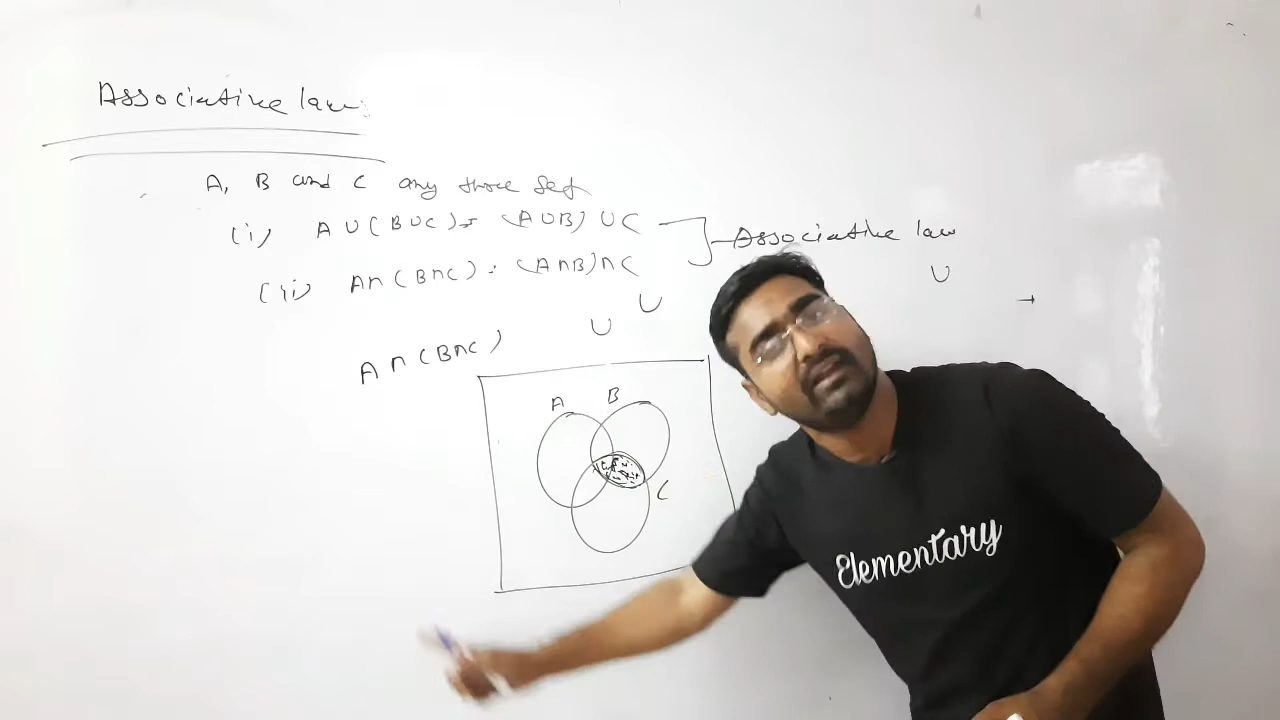 Associative law:
A, B and C any three set
(i) A ∪ (B ∪ C) = (A ∪ B) ∪ C
Associative law
(ii) A ∩ (B ∩ C) = (A ∩ B) ∩ C
∪
∪
∪
A ∩ (B ∩ C)
A B
C
Elementary